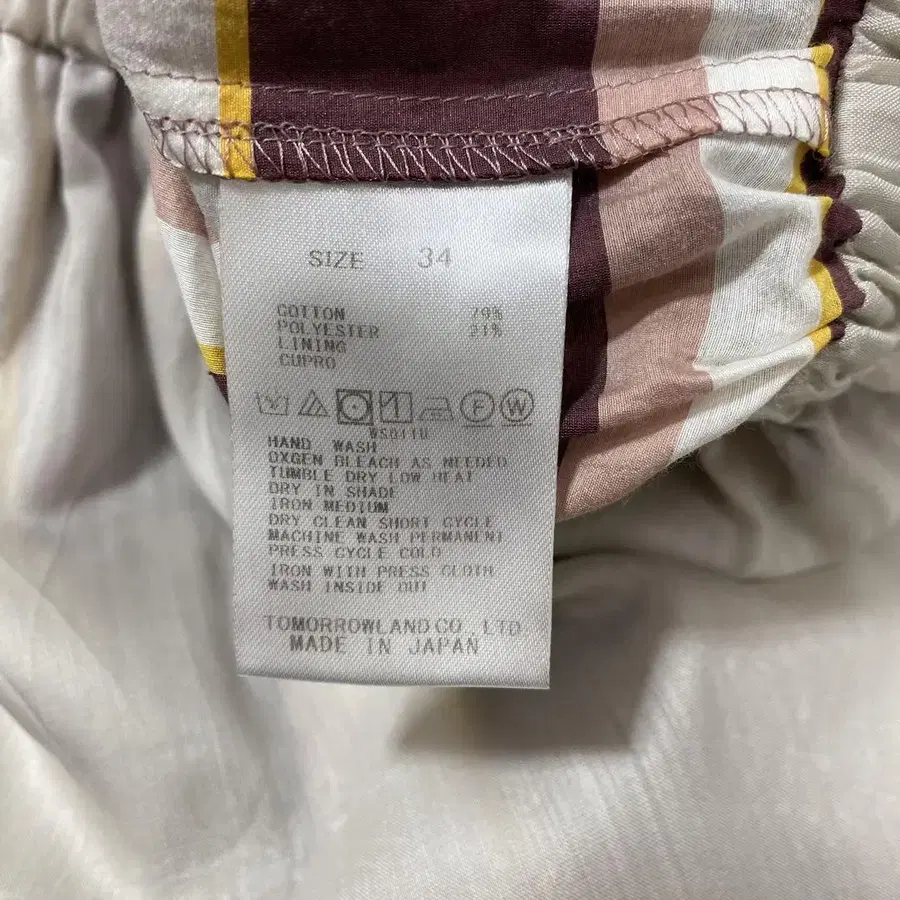 SIZE 34
COTTON 79%
POLYESTER 21%
LINING
CUPRO
F W
WS011U
HAND WASH
OXGEN BLEACH AS NEEDED
TUMBLE DRY LOW HEAT
DRY IN SHADE
IRON MEDIUM
DRY CLEAN SHORT CYCLE
MACHINE WASH PERMANENT
PRESS CYCLE COLD
IRON WITH PRESS CLOTH
WASH INSIDE OUT
TOMORROWLAND CO. LTD
MADE IN JAPAN